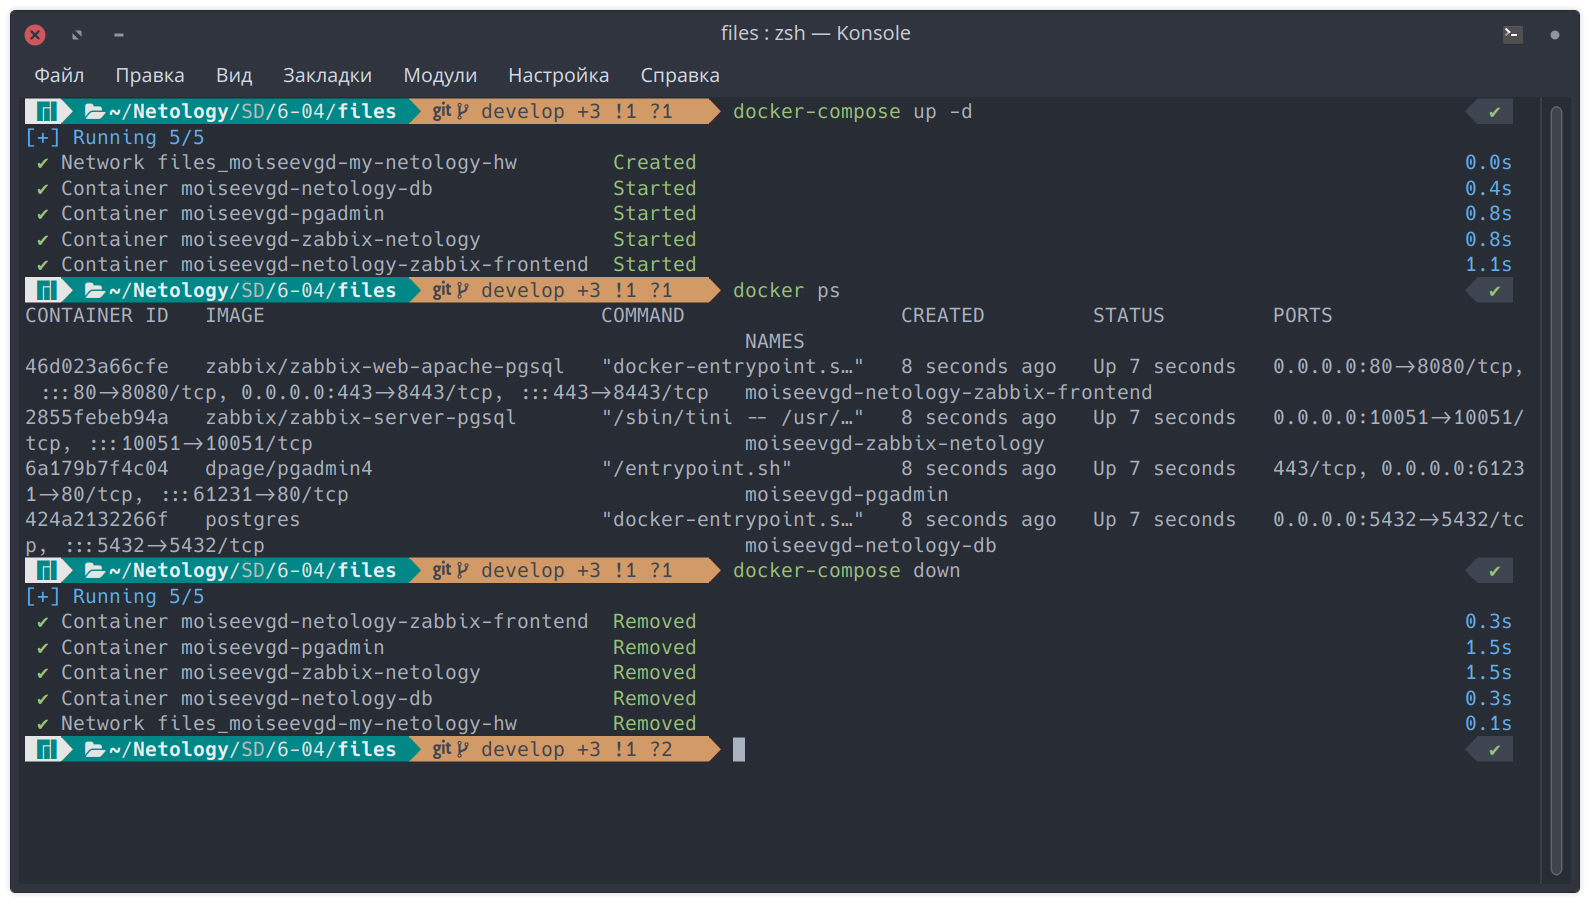 files : zsh — Konsole
Файл Правка Вид Закладки Модули Настройка Справка
~/Netology/SD/6-04/files git develop +3 !1 ?1 docker-compose up -d ✔
[+] Running 5/5
✔ Network files_moiseevgd-my-netology-hw Created 0.0s
✔ Container moiseevgd-netology-db Started 0.4s
✔ Container moiseevgd-pgadmin Started 0.8s
✔ Container moiseevgd-zabbix-netology Started 0.8s
✔ Container moiseevgd-netology-zabbix-frontend Started 1.1s
~/Netology/SD/6-04/files git develop +3 !1 ?1 docker ps ✔
CONTAINER ID IMAGE COMMAND CREATED STATUS PORTS
NAMES
46d023a66cfe zabbix/zabbix-web-apache-pgsql "docker-entrypoint.s…" 8 seconds ago Up 7 seconds 0.0.0.0:80->8080/tcp,
:::80->8080/tcp, 0.0.0.0:443->8443/tcp, :::443->8443/tcp moiseevgd-netology-zabbix-frontend
2855febeb94a zabbix/zabbix-server-pgsql "/sbin/tini -- /usr/…" 8 seconds ago Up 7 seconds 0.0.0.0:10051->10051/
tcp, :::10051->10051/tcp moiseevgd-zabbix-netology
6a179b7f4c04 dpage/pgadmin4 "/entrypoint.sh" 8 seconds ago Up 7 seconds 443/tcp, 0.0.0.0:6123
1->80/tcp, :::61231->80/tcp moiseevgd-pgadmin
424a2132266f postgres "docker-entrypoint.s…" 8 seconds ago Up 7 seconds 0.0.0.0:5432->5432/tc
p, :::5432->5432/tcp moiseevgd-netology-db
~/Netology/SD/6-04/files git develop +3 !1 ?1 docker-compose down ✔
[+] Running 5/5
✔ Container moiseevgd-netology-zabbix-frontend Removed 0.3s
✔ Container moiseevgd-pgadmin Removed 1.5s
✔ Container moiseevgd-zabbix-netology Removed 1.5s
✔ Container moiseevgd-netology-db Removed 0.3s
✔ Network files_moiseevgd-my-netology-hw Removed 0.1s
~/Netology/SD/6-04/files git develop +3 !1 ?2 ✔